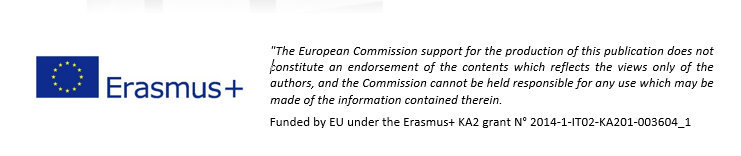 "The European Commission support for the production of this publication does not
constitute an endorsement of the contents which reflects the views only of the
authors, and the Commission cannot be held responsible for any use which may be
made of the information contained therein.
Erasmus+
Funded by EU under the Erasmus+ KA2 grant N° 2014-1-IT02-KA201-003604_1